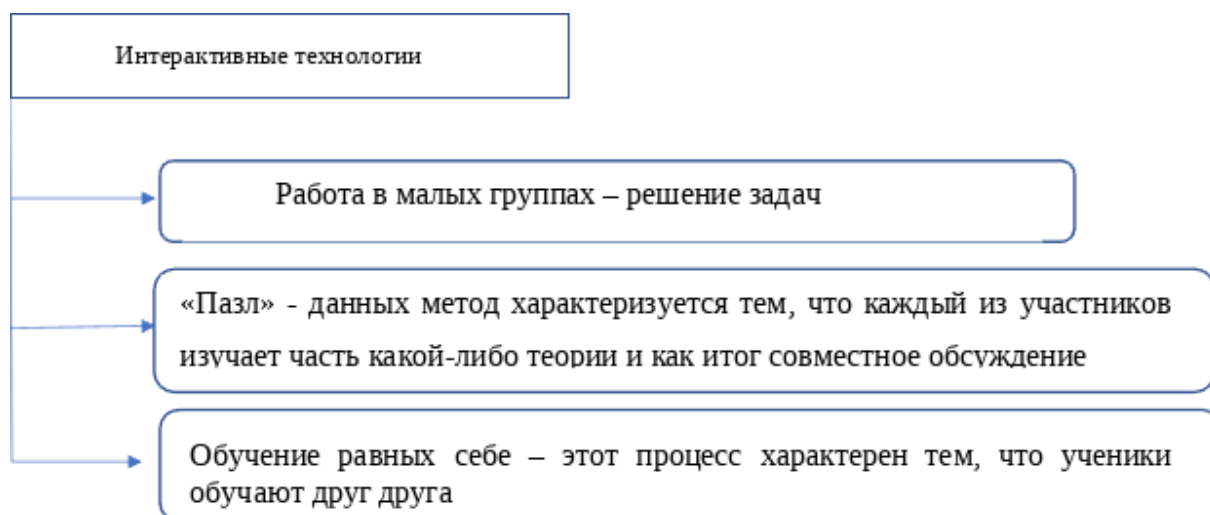 Интерактивные технологии
Работа в малых группах – решение задач
«Пазл» - данных метод характеризуется тем, что каждый из участников
изучает часть какой-либо теории и как итог совместное обсуждение
Обучение равных себе – этот процесс характерен тем, что ученики
обучают друг друга